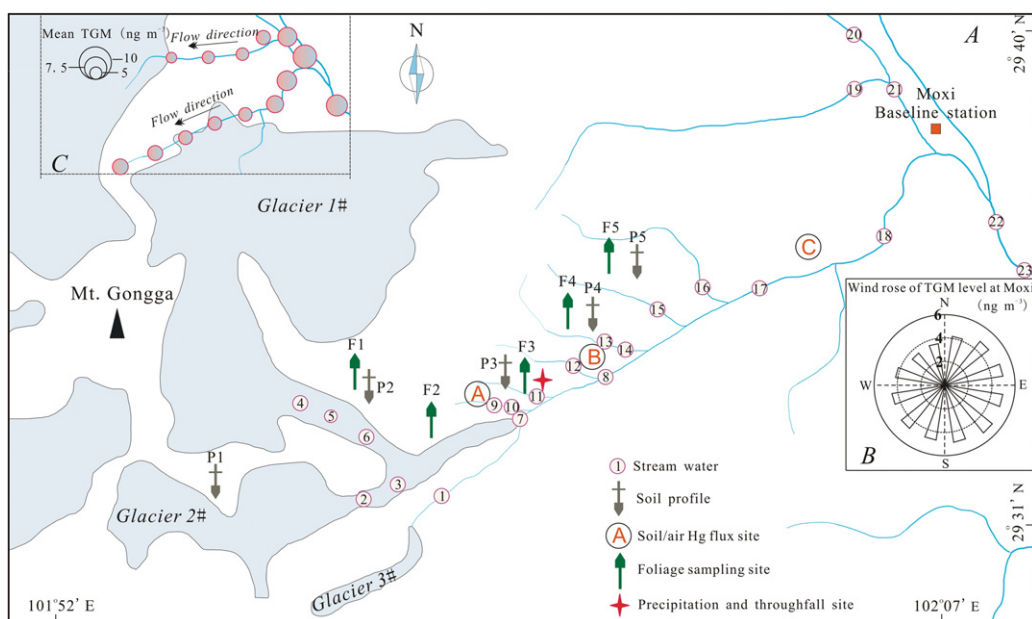 Mean TGM (ng m⁻³)
10
7.5
5
Flow direction
Flow direction
C
N
A
29°40′ N
20
19
21
Moxi
Baseline station
Glacier 1#
F5
P5
18
22
C
23
16
17
F4
P4
15
Mt. Gongga
Wind rose of TGM level at Moxi
(ng m⁻³)
N
6
4
2
W
E
S
B
F1
P2
F2
P3
F3
13
B
14
12
8
A
9
10
11
7
4
5
6
P1
3
2
1
Glacier 2#
Glacier 3#
1 Stream water
Soil profile
A Soil/air Hg flux site
Foliage sampling site
Precipitation and throughfall site
29°31′ N
101°52′ E
102°07′ E